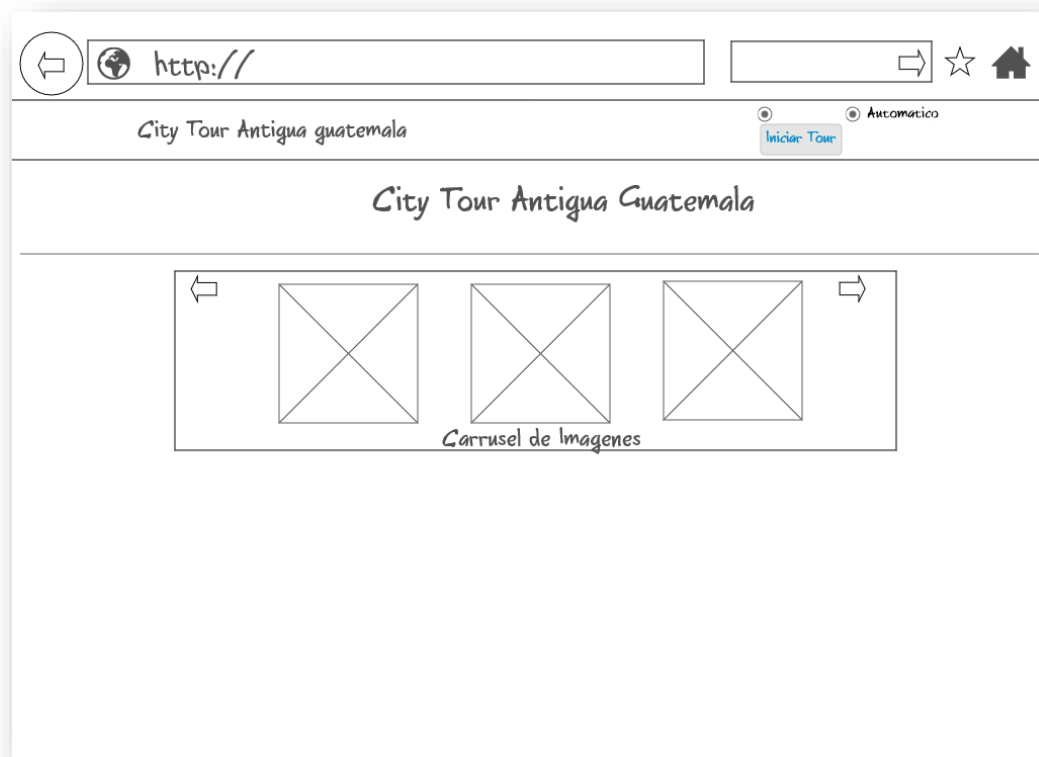 http://
Automatico
City Tour Antigua guatemala
Iniciar Tour
City Tour Antigua Guatemala
Carrusel de Imagenes